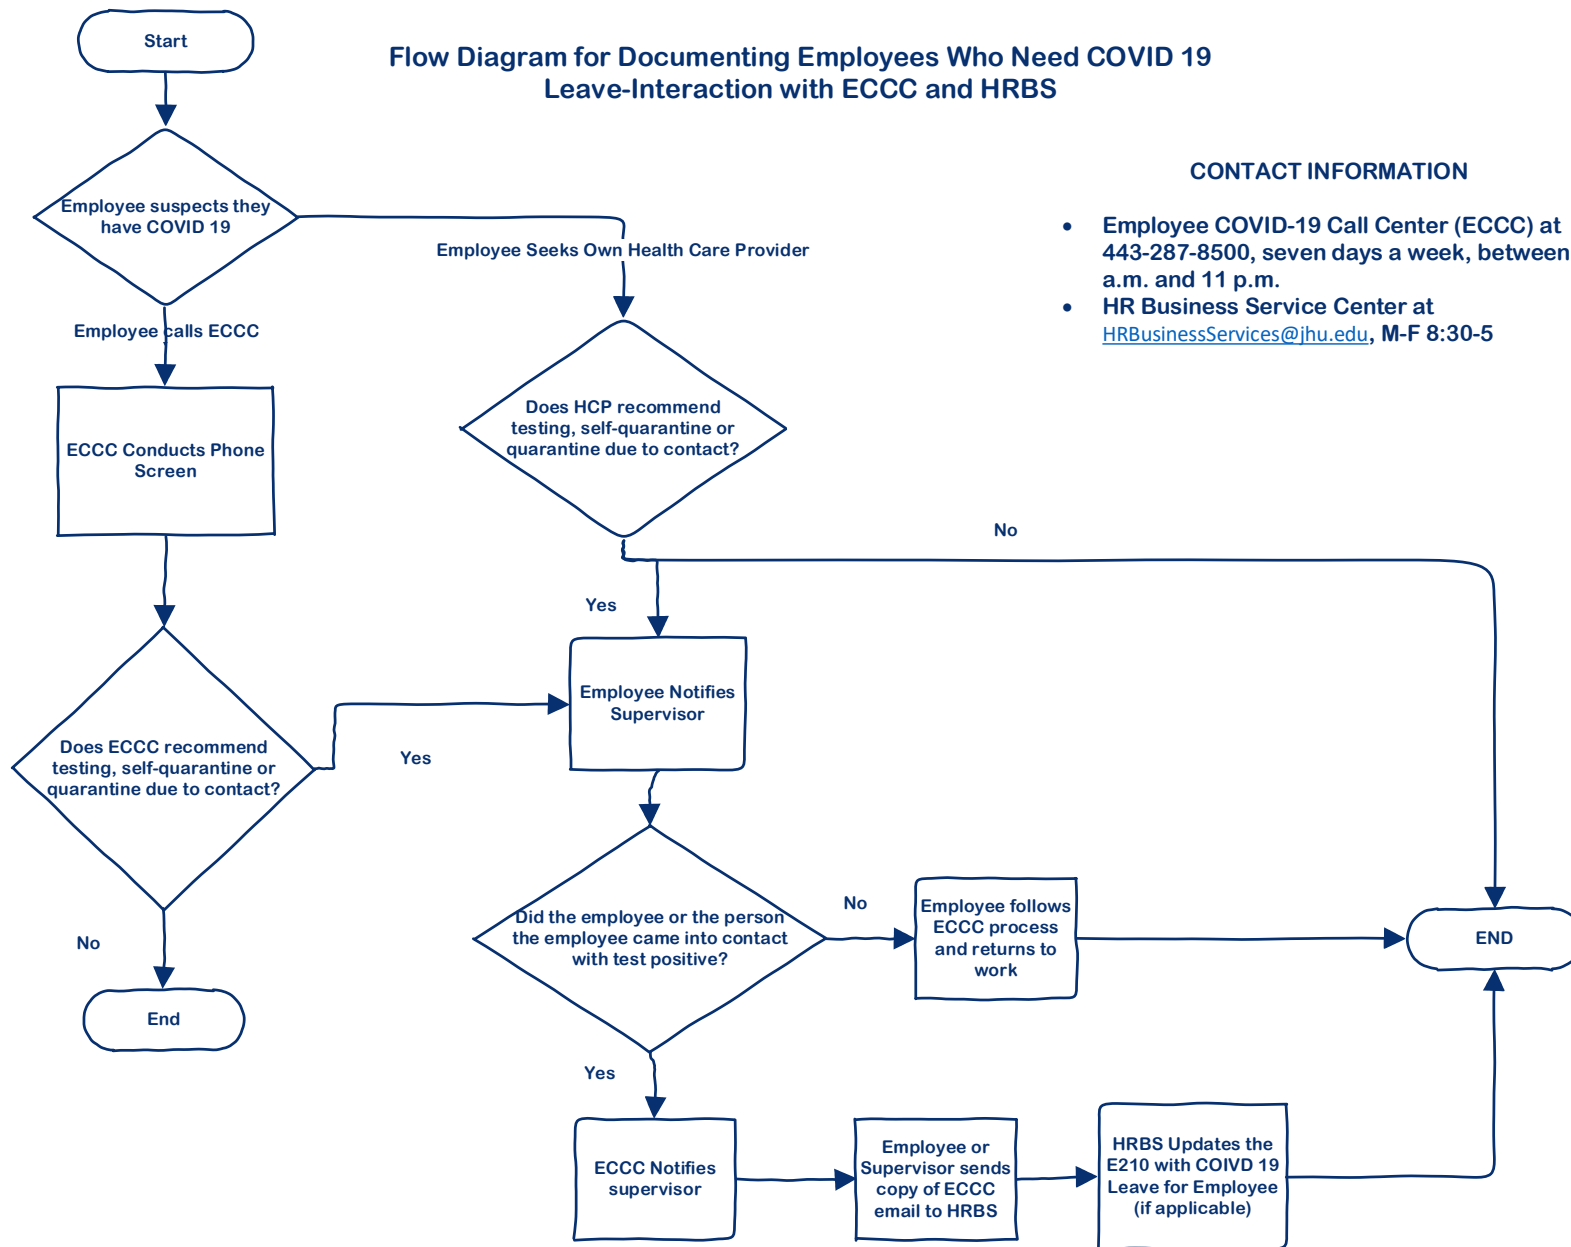 Start
Flow Diagram for Documenting Employees Who Need COVID 19
Leave-Interaction with ECCC and HRBS
CONTACT INFORMATION
• Employee COVID-19 Call Center (ECCC) at
443-287-8500, seven days a week, between
a.m. and 11 p.m.
• HR Business Service Center at
HRBusinessServices@jhu.edu, M-F 8:30-5
Employee suspects they
have COVID 19
Employee Seeks Own Health Care Provider
Employee calls ECCC
ECCC Conducts Phone
Screen
Does HCP recommend
testing, self-quarantine or
quarantine due to contact?
No
Yes
Employee Notifies
Supervisor
Does ECCC recommend
testing, self-quarantine or
quarantine due to contact?
Yes
No
End
Did the employee or the person
the employee came into contact
with test positive?
No
Employee follows
ECCC process
and returns to
work
END
Yes
ECCC Notifies
supervisor
Employee or
Supervisor sends
copy of ECCC
email to HRBS
HRBS Updates the
E210 with COIVD 19
Leave for Employee
(if applicable)